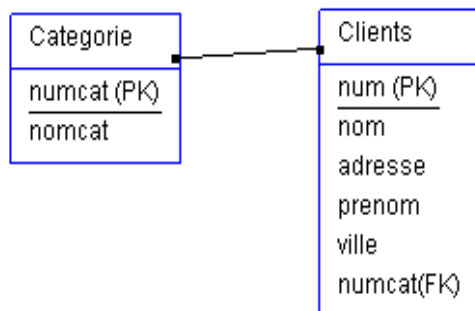 Categorie
numcat (PK)
nomcat
Clients
num (PK)
nom
adresse
prenom
ville
numcat(FK)